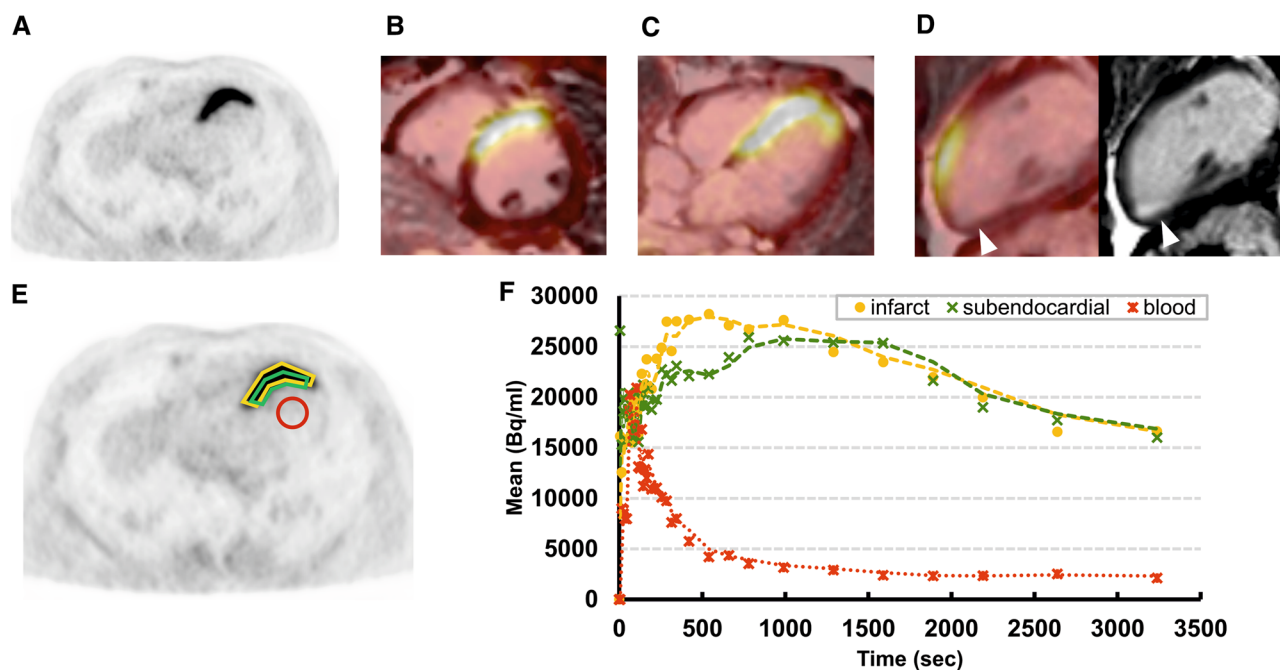 A
B
C
D
E
F
30000
25000
20000
15000
10000
5000
0
Mean (Bq/ml)
infarct subendocardial blood
0 500 1000 1500 2000 2500 3000 3500
Time (sec)